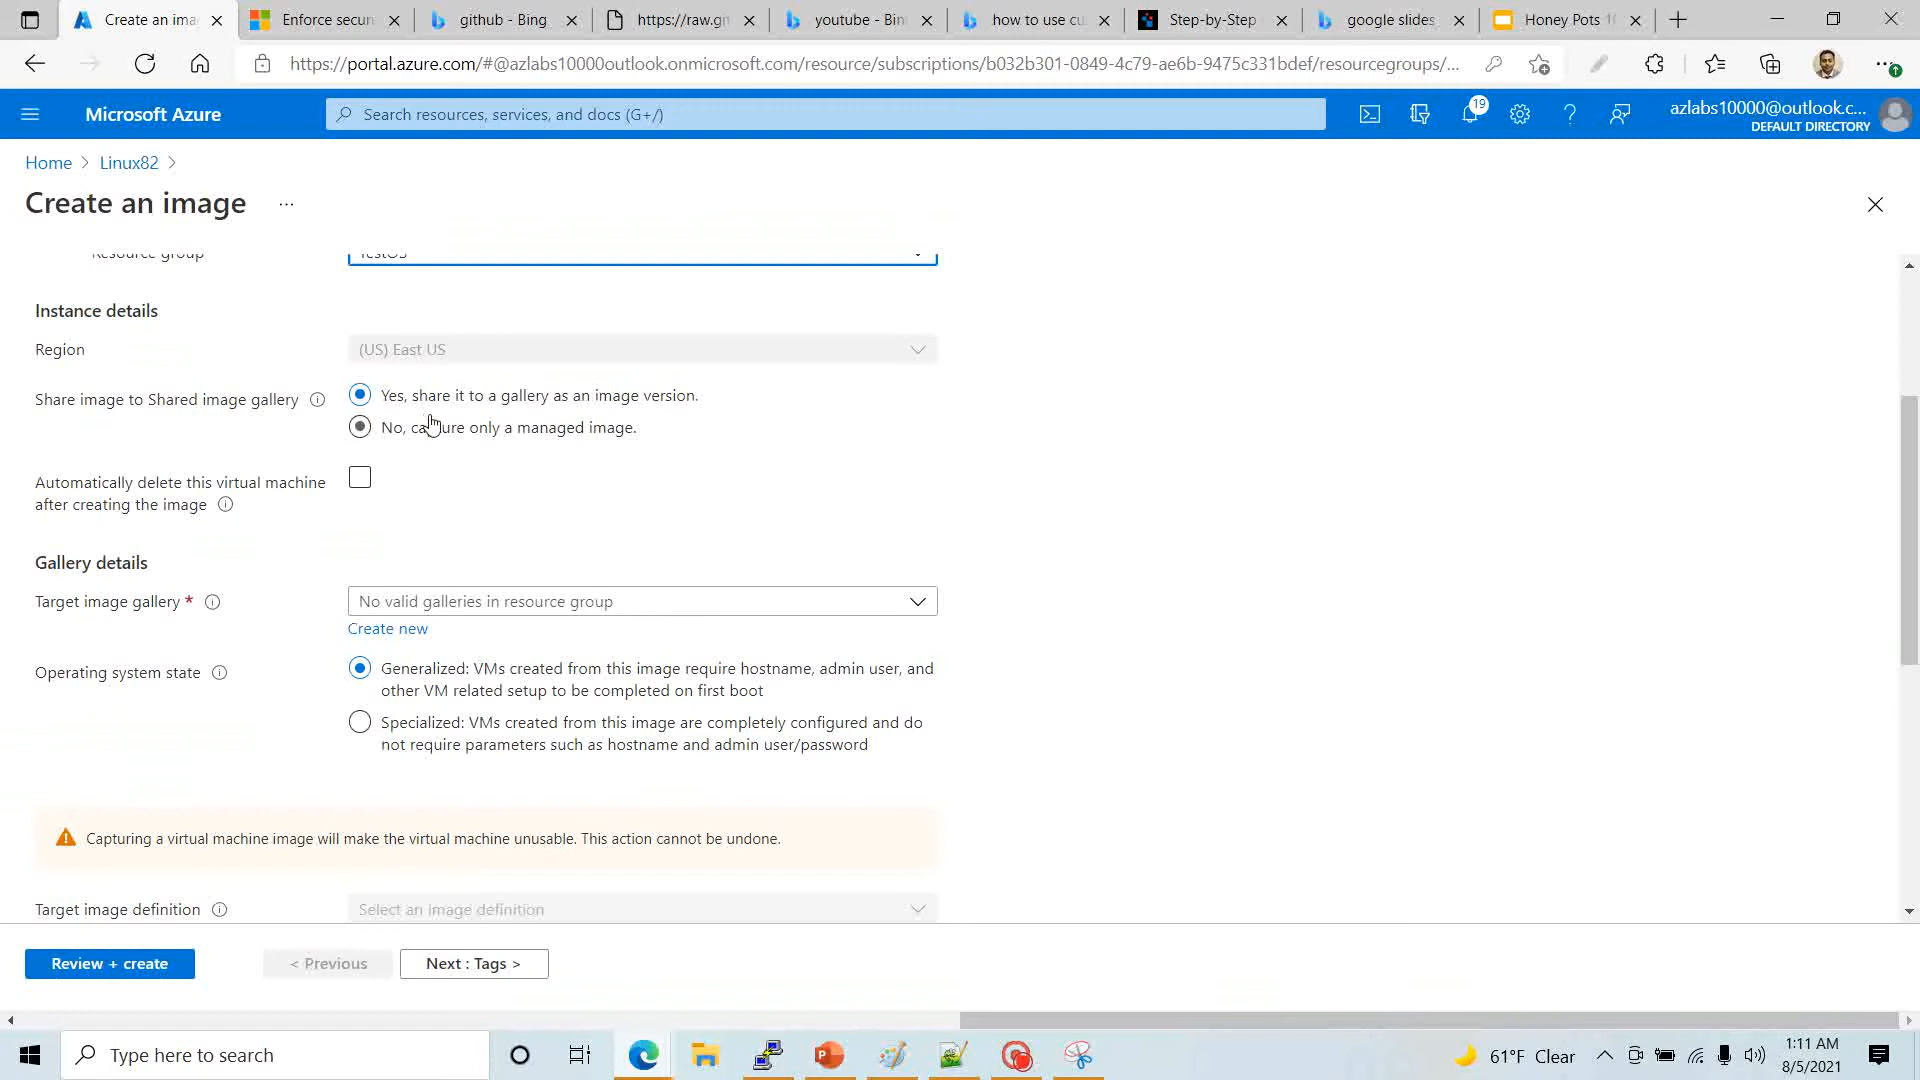 Create an ima
Enforce secur
github - Bing
https://raw.gi
youtube - Bin
how to use cu
Step-by-Step
google slides
Honey Pots 10
https://portal.azure.com/#@azlabs10000outlook.onmicrosoft.com/resource/subscriptions/b032b301-0849-4c79-ae6b-9475c331bdef/resourcegroups/...
Microsoft Azure
Search resources, services, and docs (G+/)
19
azlabs10000@outlook.c...
DEFAULT DIRECTORY
Home > Linux82 >
Create an image ...
Resource group
TestOS
Instance details
Region
(US) East US
Share image to Shared image gallery
Yes, share it to a gallery as an image version.
No, capture only a managed image.
Automatically delete this virtual machine
after creating the image
Gallery details
Target image gallery *
No valid galleries in resource group
Create new
Operating system state
Generalized: VMs created from this image require hostname, admin user, and
other VM related setup to be completed on first boot
Specialized: VMs created from this image are completely configured and do
not require parameters such as hostname and admin user/password
Capturing a virtual machine image will make the virtual machine unusable. This action cannot be undone.
Target image definition
Select an image definition
Review + create
< Previous
Next : Tags >
Type here to search
61°F Clear
1:11 AM
8/5/2021